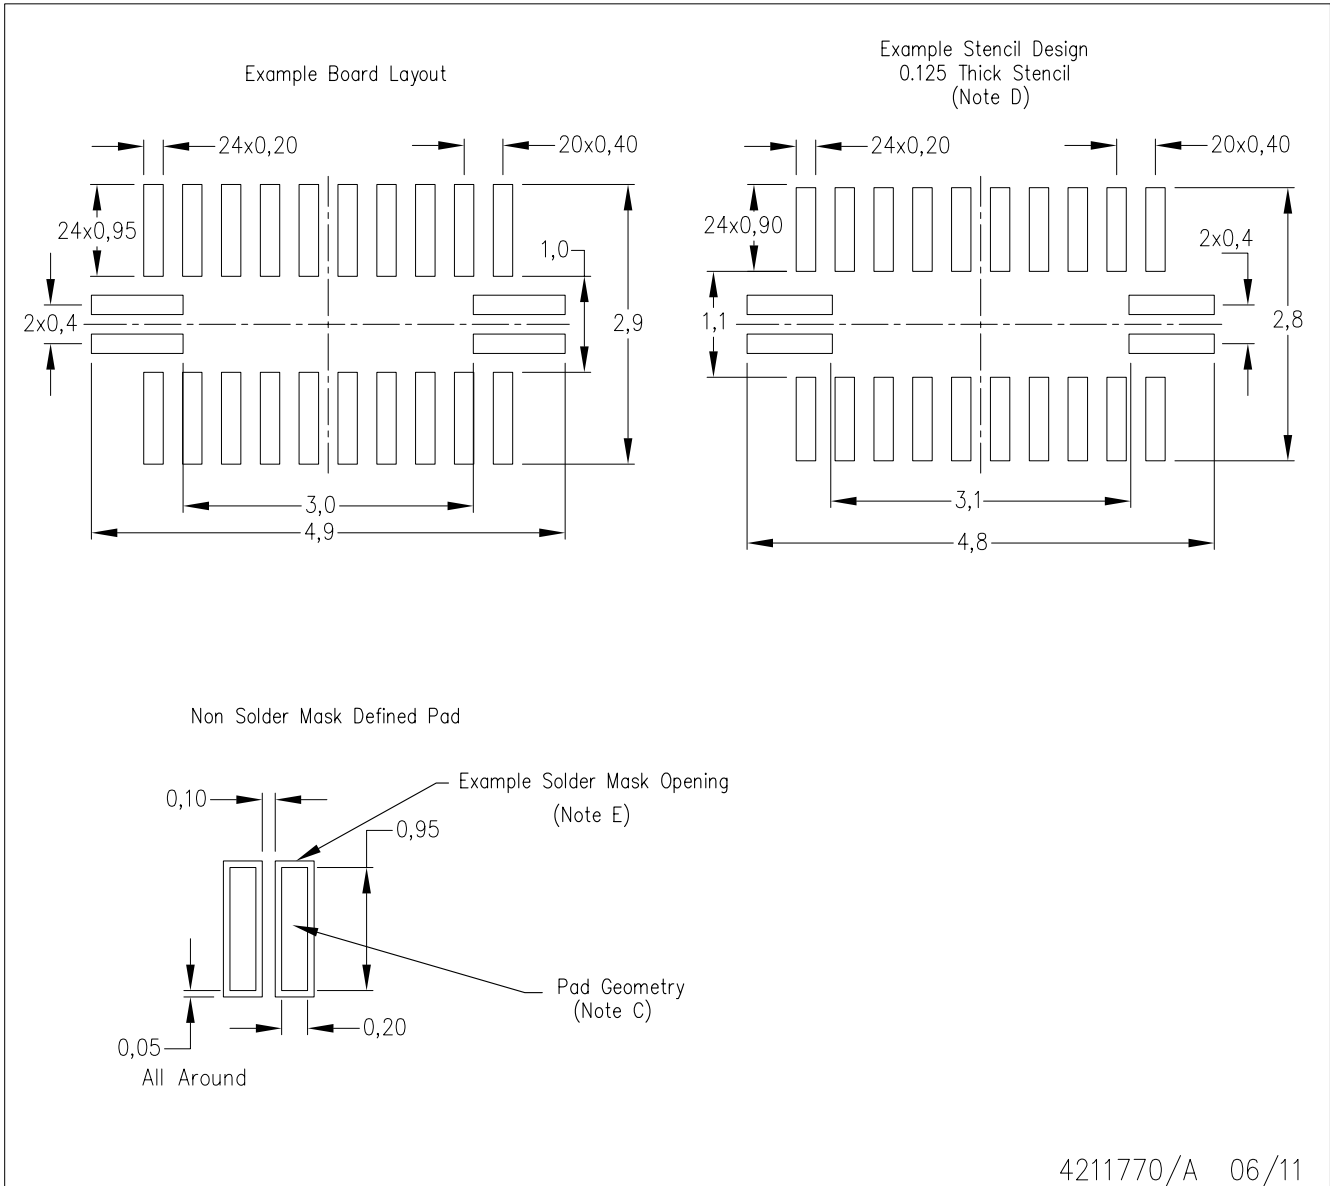 Example Board Layout
24x0,20
20x0,40
24x0,95
1,0
2x0,4
2,9
3,0
4,9
Example Stencil Design
0.125 Thick Stencil
(Note D)
24x0,20
20x0,40
24x0,90
2x0,4
1,1
2,8
3,1
4,8
Non Solder Mask Defined Pad
Example Solder Mask Opening
(Note E)
0,10
0,95
Pad Geometry
(Note C)
0,20
0,05
All Around
4211770/A 06/11